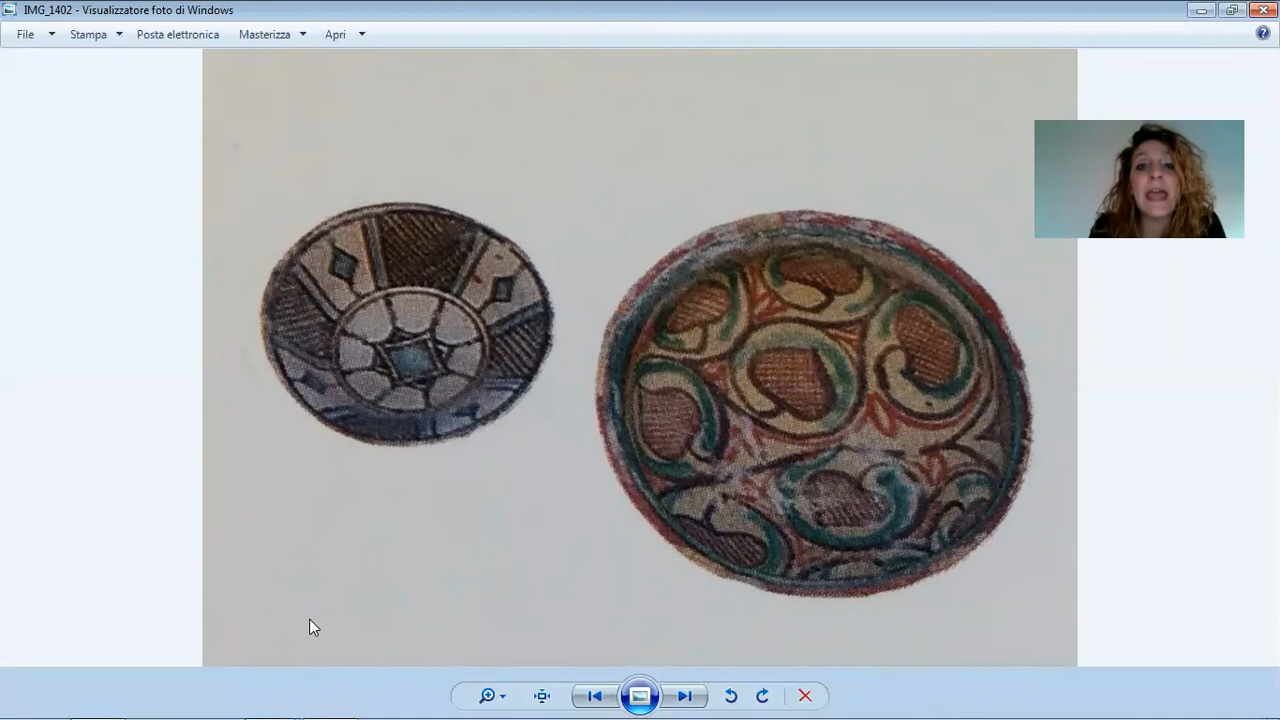 IMG_1402 - Visualizzatore foto di Windows
File Stampa Posta elettronica Masterizza Apri